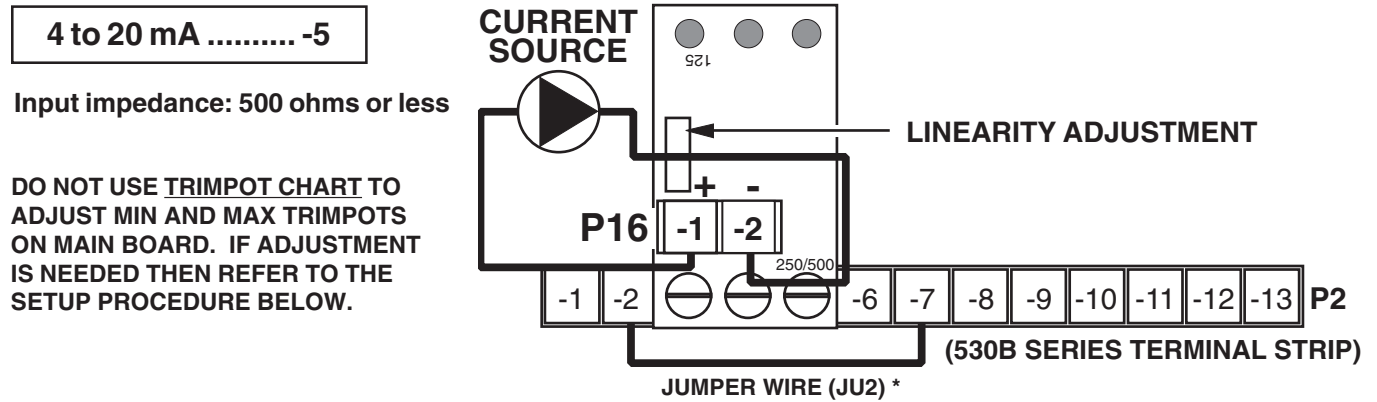 4 to 20 mA .......... -5
Input impedance: 500 ohms or less
DO NOT USE TRIMPOT CHART TO
ADJUST MIN AND MAX TRIMPOTS
ON MAIN BOARD. IF ADJUSTMENT
IS NEEDED THEN REFER TO THE
SETUP PROCEDURE BELOW.
CURRENT
SOURCE
125
LINEARITY ADJUSTMENT
+ -
P16 -1 -2
250/500
-1 -2 -6 -7 -8 -9 -10 -11 -12 -13 P2
(530B SERIES TERMINAL STRIP)
JUMPER WIRE (JU2) *